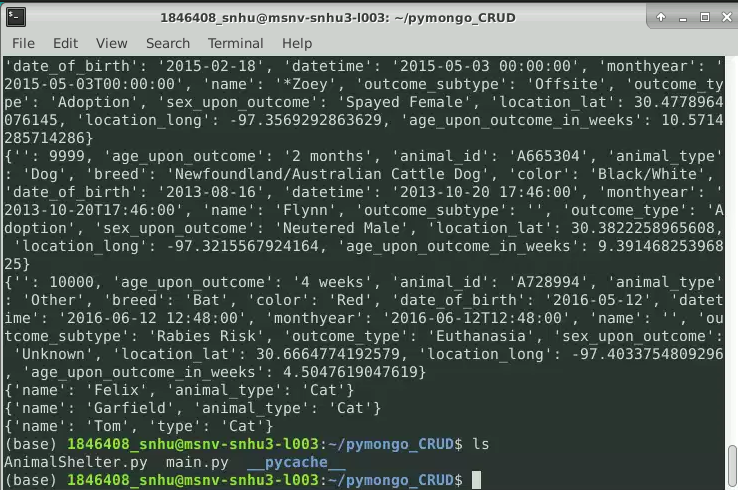 1846408_snhu@msnv-snhu3-l003: ~/pymongo_CRUD
File Edit View Search Terminal Help
'date_of_birth': '2015-02-18', 'datetime': '2015-05-03 00:00:00', 'monthyear': '
2015-05-03T00:00:00', 'name': '*Zoey', 'outcome_subtype': 'Offsite', 'outcome_ty
pe': 'Adoption', 'sex_upon_outcome': 'Spayed Female', 'location_lat': 30.4778964
076145, 'location_long': -97.3569292863629, 'age_upon_outcome_in_weeks': 10.5714
285714286}
{'': 9999, 'age_upon_outcome': '2 months', 'animal_id': 'A665304', 'animal_type'
: 'Dog', 'breed': 'Newfoundland/Australian Cattle Dog', 'color': 'Black/White',
'date_of_birth': '2013-08-16', 'datetime': '2013-10-20 17:46:00', 'monthyear': '
2013-10-20T17:46:00', 'name': 'Flynn', 'outcome_subtype': '', 'outcome_type': 'A
doption', 'sex_upon_outcome': 'Neutered Male', 'location_lat': 30.3822258965608,
'location_long': -97.3215567924164, 'age_upon_outcome_in_weeks': 9.391468253968
25}
{'': 10000, 'age_upon_outcome': '4 weeks', 'animal_id': 'A728994', 'animal_type'
: 'Other', 'breed': 'Bat', 'color': 'Red', 'date_of_birth': '2016-05-12', 'datet
ime': '2016-06-12 12:48:00', 'monthyear': '2016-06-12T12:48:00', 'name': '', 'ou
tcome_subtype': 'Rabies Risk', 'outcome_type': 'Euthanasia', 'sex_upon_outcome':
'Unknown', 'location_lat': 30.6664774192579, 'location_long': -97.4033754809296
, 'age_upon_outcome_in_weeks': 4.5047619047619}
{'name': 'Felix', 'animal_type': 'Cat'}
{'name': 'Garfield', 'animal_type': 'Cat'}
{'name': 'Tom', 'type': 'Cat'}
(base) 1846408_snhu@msnv-snhu3-l003:~/pymongo_CRUD$ ls
AnimalShelter.py main.py __pycache__
(base) 1846408_snhu@msnv-snhu3-l003:~/pymongo_CRUD$